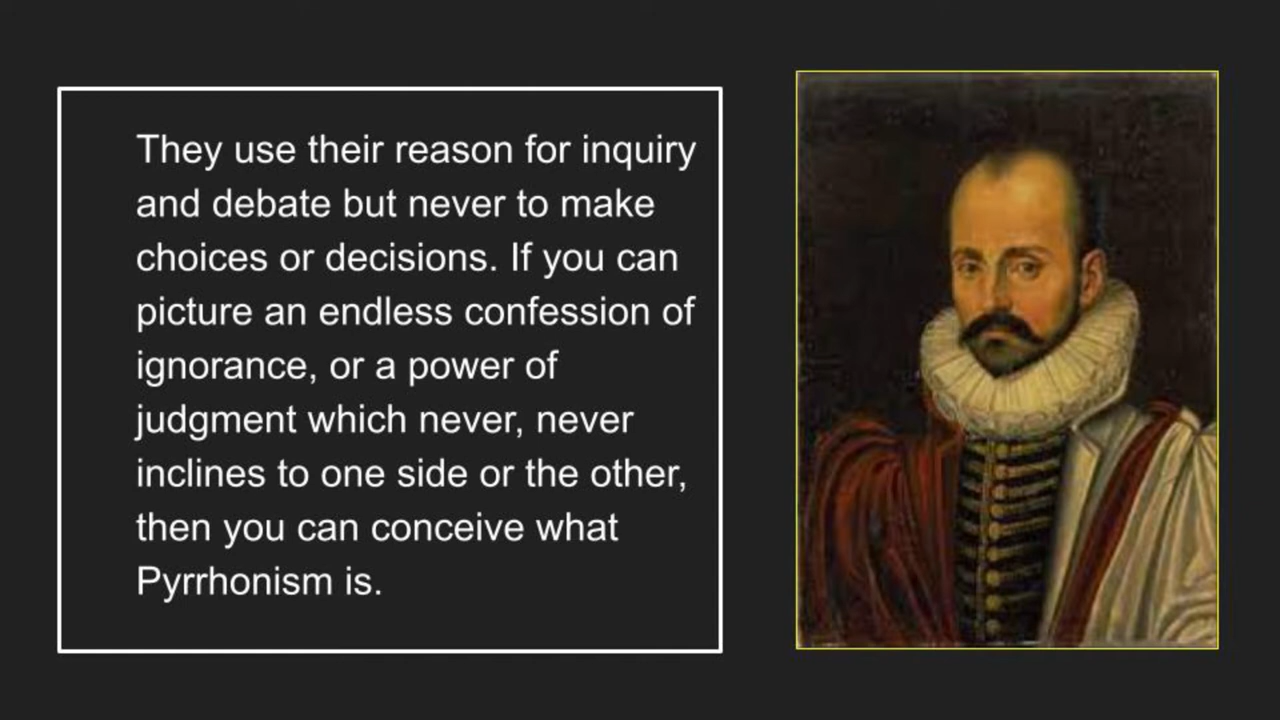 They use their reason for inquiry
and debate but never to make
choices or decisions. If you can
picture an endless confession of
ignorance, or a power of
judgment which never, never
inclines to one side or the other,
then you can conceive what
Pyrrhonism is.